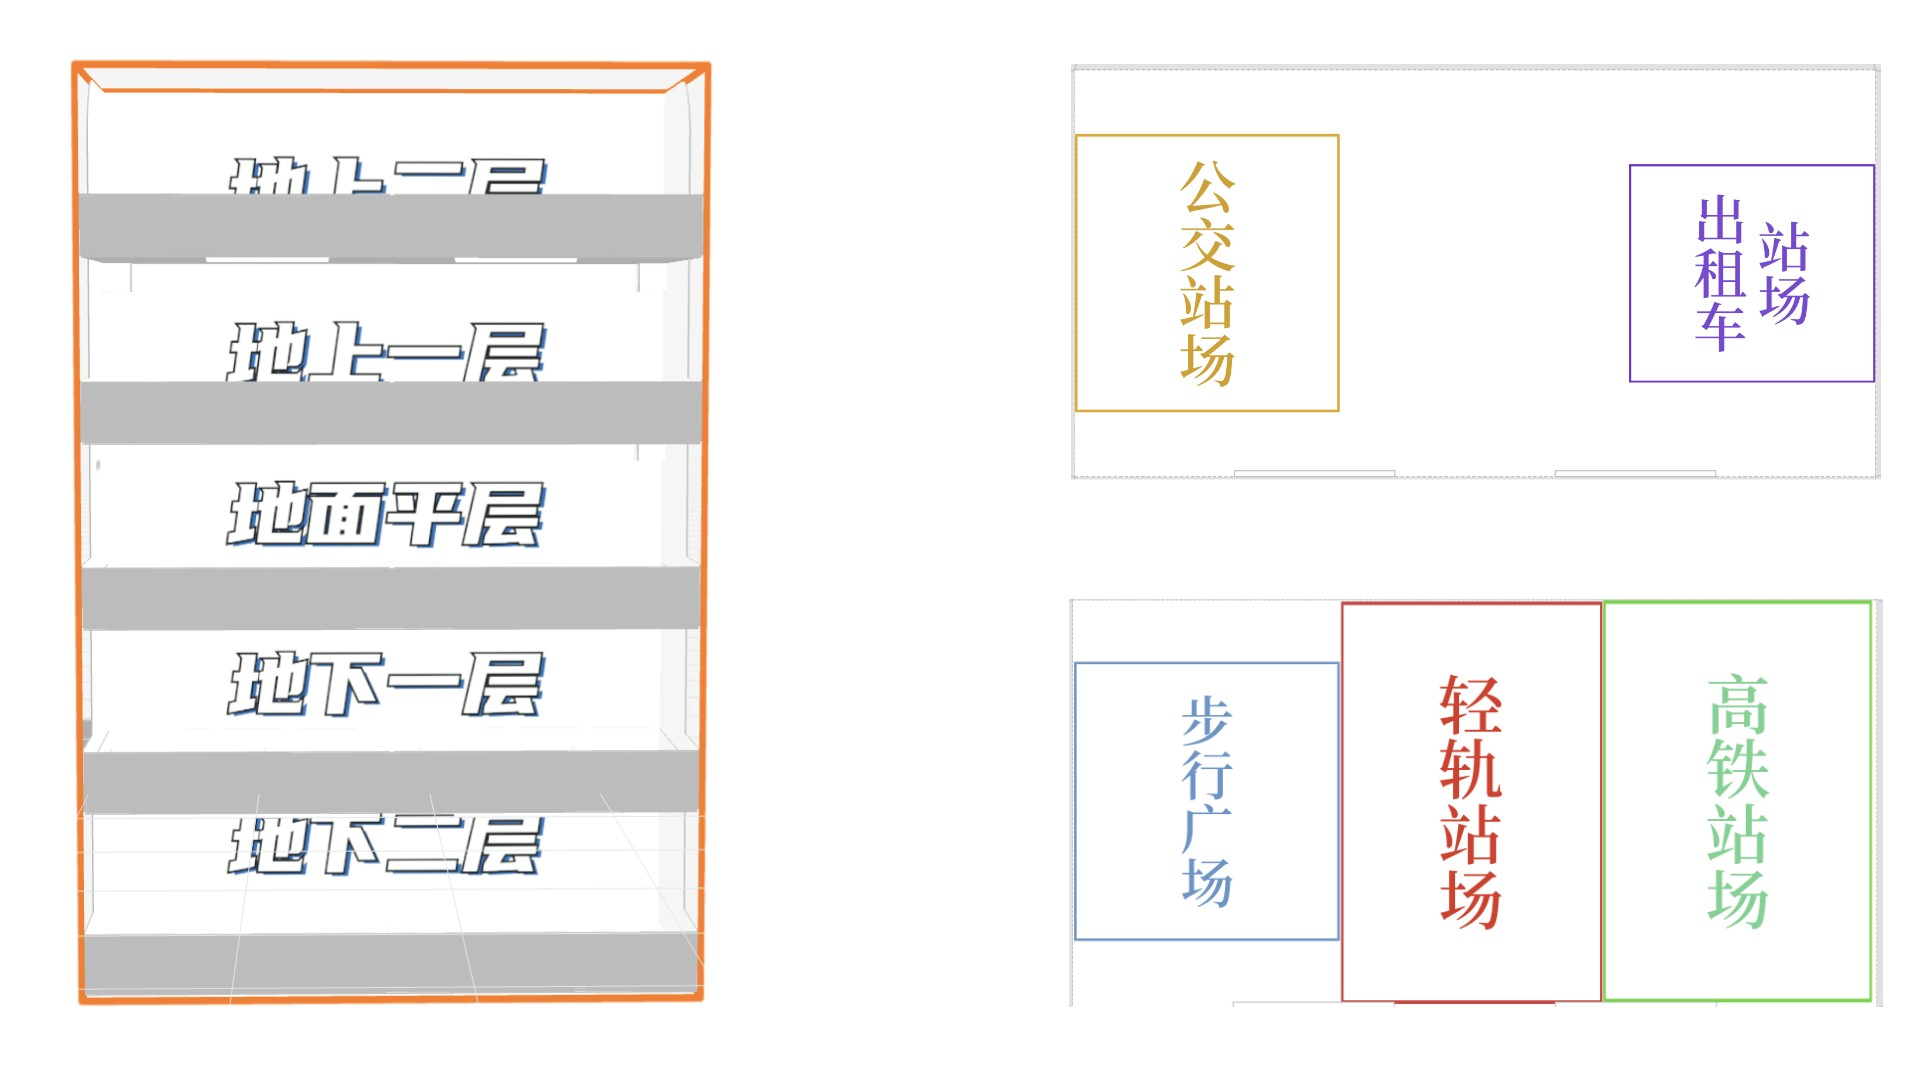 地上二层
地上一层
地面平层
地下一层
地下二层
公交站场
出租车
站场
步行广场
轻轨站场
高铁站场